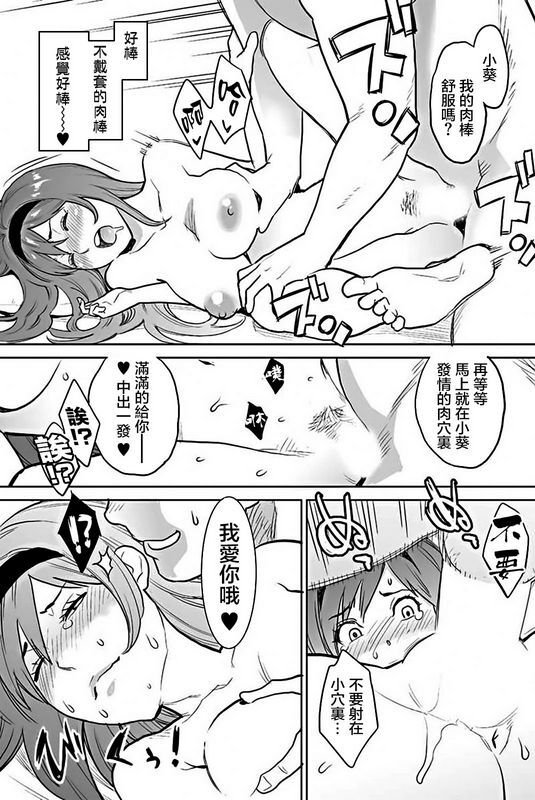 小葵
我的肉棒
舒服嗎？
好棒
不戴套的肉棒
感覺好棒～～♥
再等等
馬上就在小葵
發情的肉穴裏
滿滿的給你——
♥中出一發♥
誒!?
誒!?
不要
不要射在
小穴裏…
我愛你哦
♥
!?